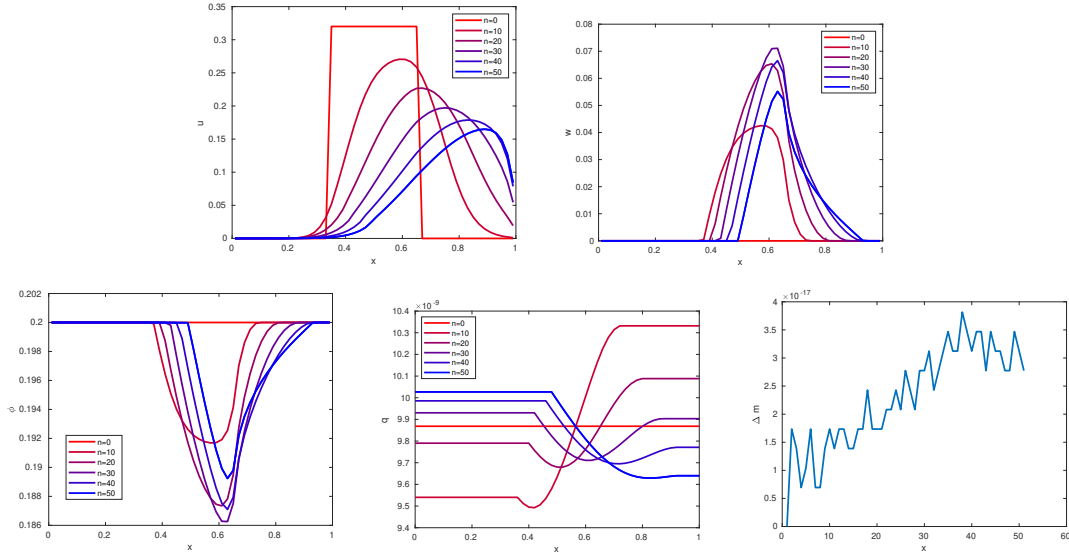 0.35
0.3
0.25
0.2
0.15
0.1
0.05
0
u
0 0.2 0.4 0.6 0.8 1
x
n=0
n=10
n=20
n=30
n=40
n=50
0.08
0.07
0.06
0.05
0.04
0.03
0.02
0.01
0
w
0 0.2 0.4 0.6 0.8 1
x
n=0
n=10
n=20
n=30
n=40
n=50
0.202
0.2
0.198
0.196
0.194
0.192
0.19
0.188
0.186
ϕ
0 0.2 0.4 0.6 0.8 1
x
n=0
n=10
n=20
n=30
n=40
n=50
×10⁻⁹
10.4
10.3
10.2
10.1
10
9.9
9.8
9.7
9.6
9.5
9.4
q
0 0.2 0.4 0.6 0.8 1
x
n=0
n=10
n=20
n=30
n=40
n=50
×10⁻¹⁷
4
3.5
3
2.5
2
1.5
1
0.5
0
Δ m
0 10 20 30 40 50 60
x